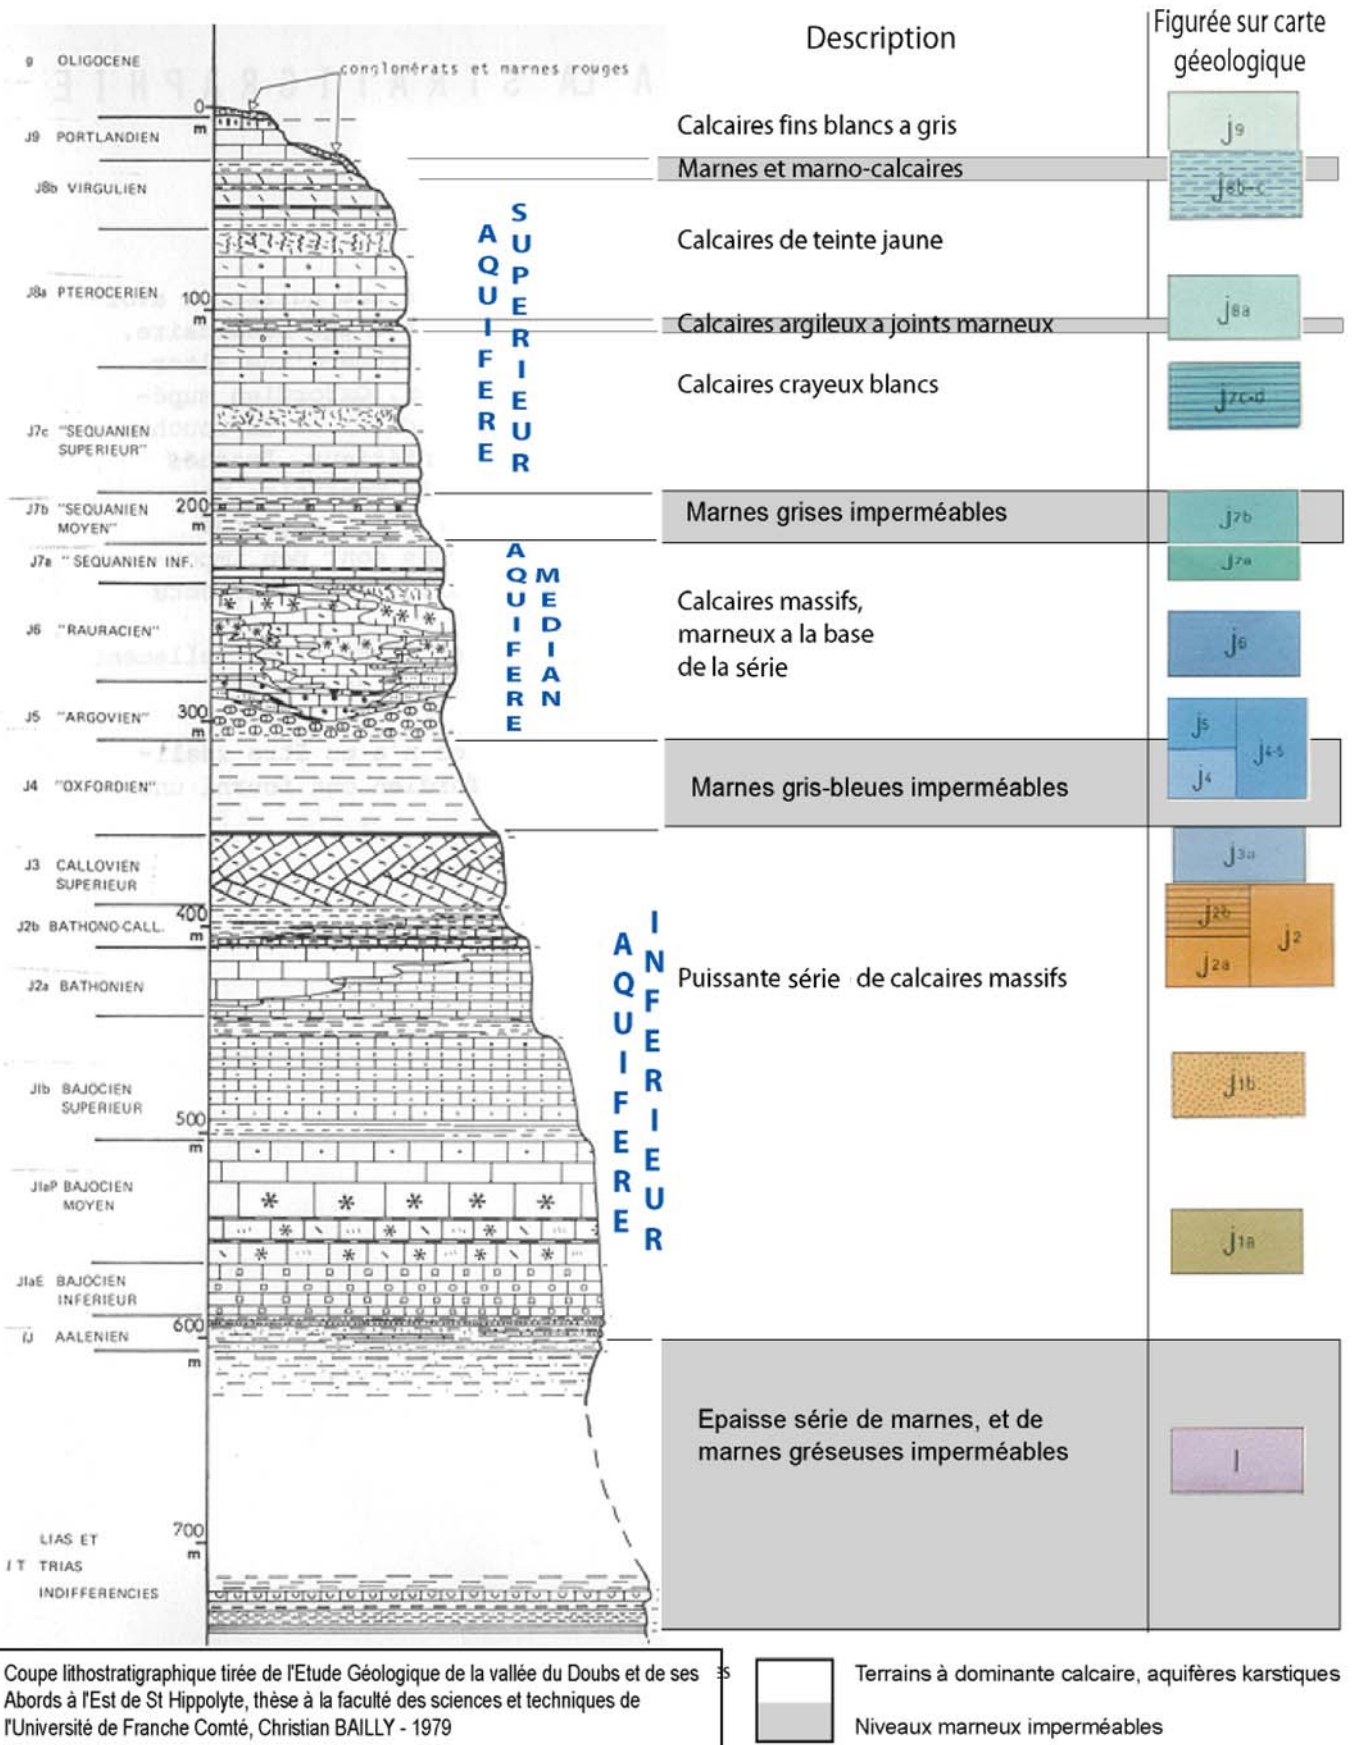 Description
Figurée sur carte
géeologique
9 OLIGOCENE
conglomérats et marnes rouges
0
m
J9 PORTLANDIEN
Calcaires fins blancs a gris
j9
Marnes et marno-calcaires
J8b VIRGULIEN
j8b-c
Calcaires de teinte jaune
J8a PTEROCERIEN
100
m
j8a
Calcaires argileux a joints marneux
Calcaires crayeux blancs
j7c-d
AQUIFERE
SUPERIEUR
J7c "SEQUANIEN
SUPERIEUR"
J7b "SEQUANIEN
MOYEN"
200
m
Marnes grises imperméables
j7b
J7a " SEQUANIEN INF.
j7a
AQUIFERE
MEDIAN
J6 "RAURACIEN"
Calcaires massifs,
marneux a la base
de la série
j6
J5 "ARGOVIEN"
300
m
j5
j4-5
j4
J4 "OXFORDIEN"
Marnes gris-bleues imperméables
J3 CALLOVIEN
SUPERIEUR
j3a
400
m
J2b BATHONO-CALL.
j2b
j2
j2a
AQUIFERE
INFERIEUR
J2a BATHONIEN
Puissante série de calcaires massifs
JIb BAJOCIEN
SUPERIEUR
j1b
500
m
JIaP BAJOCIEN
MOYEN
j1a
JIaE BAJOCIEN
INFERIEUR
600
m
IJ AALENIEN
Epaisse série de marnes, et de
marnes gréseuses imperméables
l
700
m
LIAS ET
I T TRIAS
INDIFFERENCIES
Coupe lithostratigraphique tirée de l'Etude Géologique de la vallée du Doubs et de ses
Abords à l'Est de St Hippolyte, thèse à la faculté des sciences et techniques de
l'Université de Franche Comté, Christian BAILLY - 1979
Terrains à dominante calcaire, aquifères karstiques
Niveaux marneux imperméables